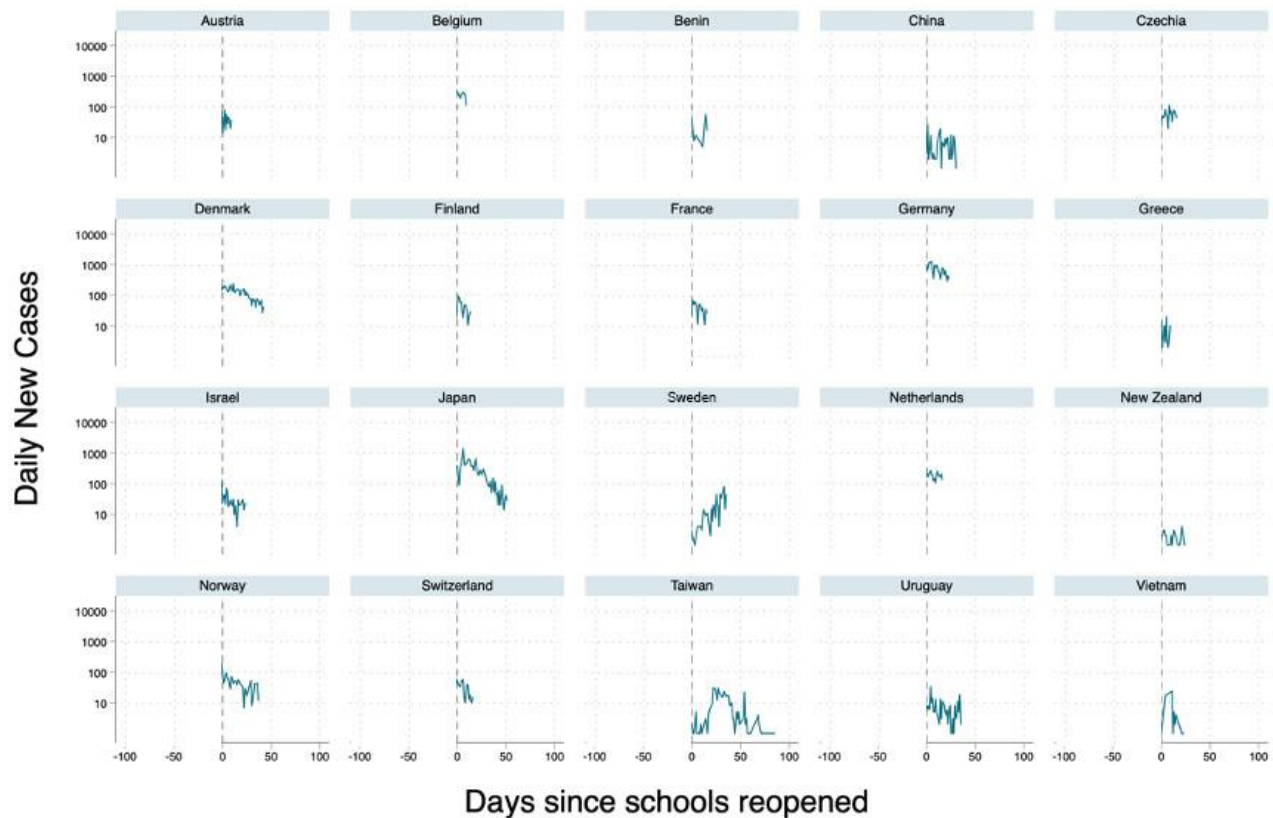 Austria Belgium Benin China Czechia
10000
1000
100
10
Denmark Finland France Germany Greece
10000
1000
100
10
Israel Japan Sweden Netherlands New Zealand
10000
1000
100
10
Norway Switzerland Taiwan Uruguay Vietnam
10000
1000
100
10
-100 -50 0 50 100 -100 -50 0 50 100 -100 -50 0 50 100 -100 -50 0 50 100 -100 -50 0 50 100
Daily New Cases
Days since schools reopened